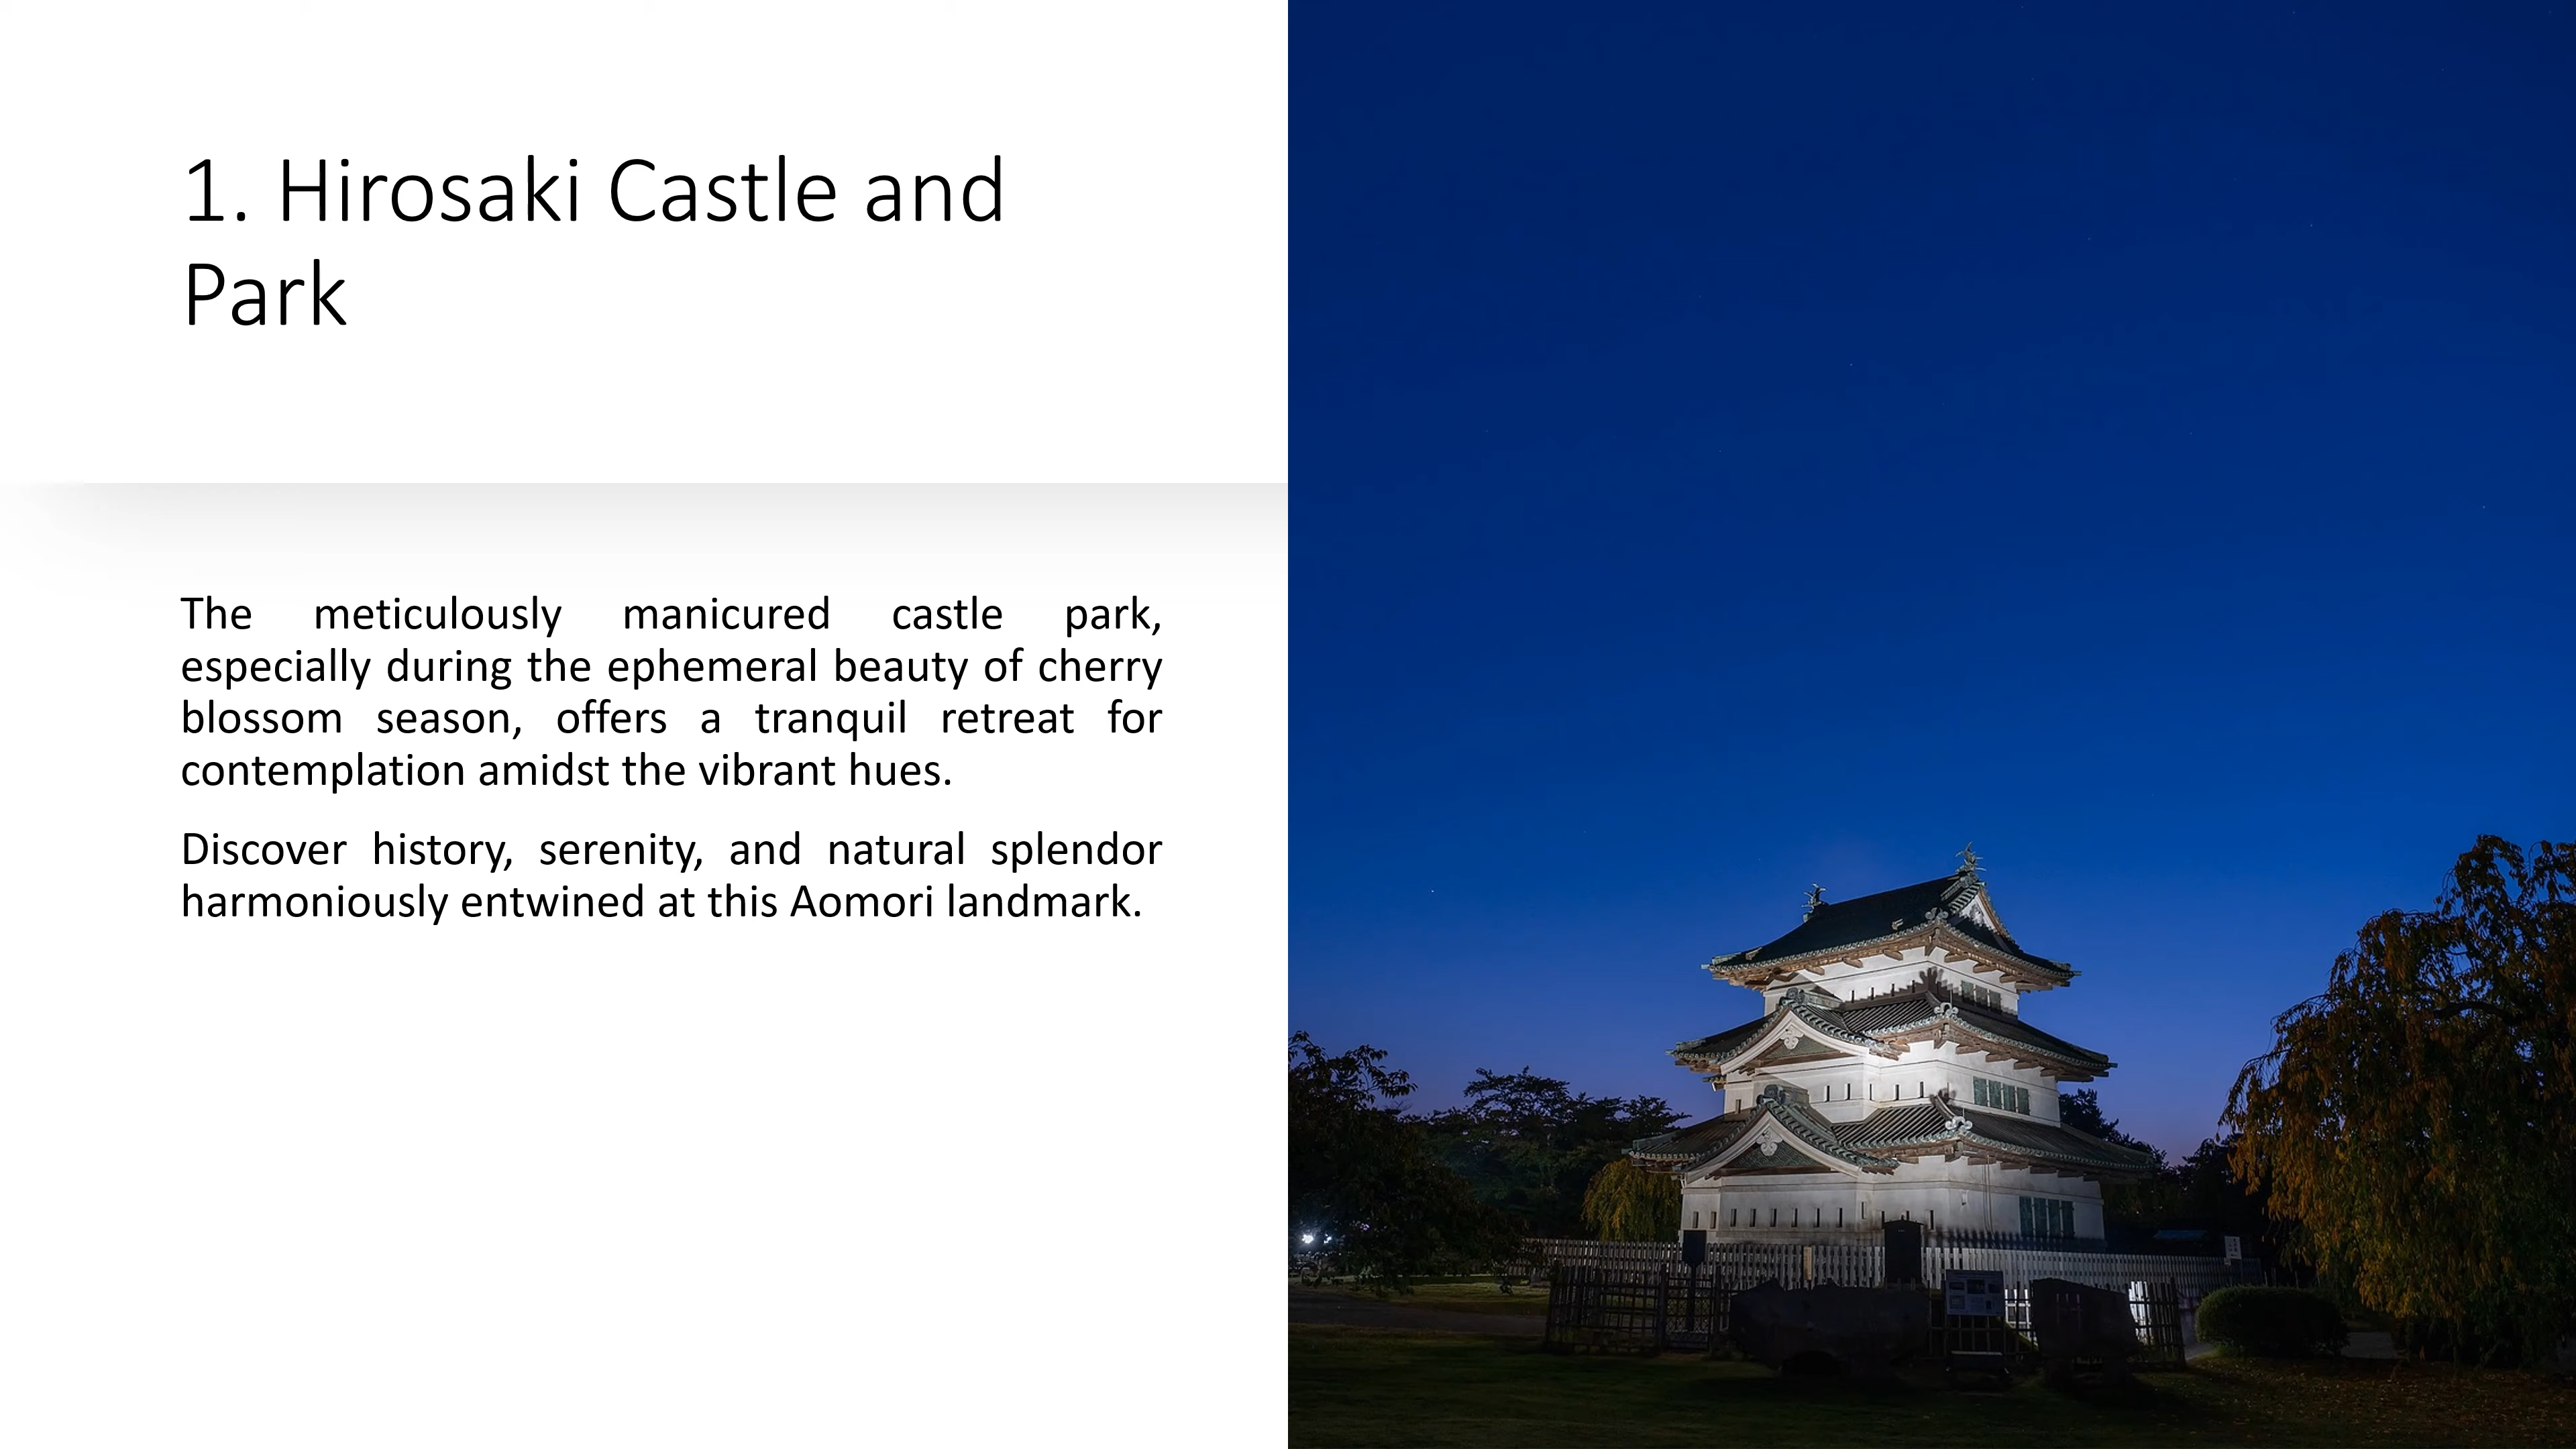 1. Hirosaki Castle and
Park
The meticulously manicured castle park,
especially during the ephemeral beauty of cherry
blossom season, offers a tranquil retreat for
contemplation amidst the vibrant hues.
Discover history, serenity, and natural splendor
harmoniously entwined at this Aomori landmark.